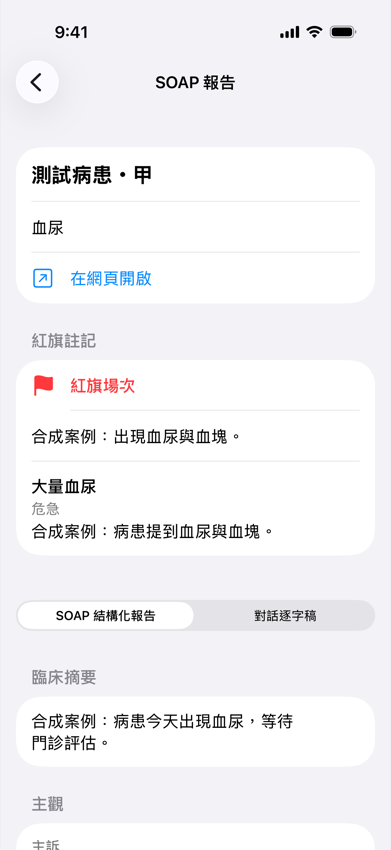 9:41
SOAP 報告
測試病患・甲
血尿
在網頁開啟
紅旗註記
紅旗場次
合成案例：出現血尿與血塊。
大量血尿
危急
合成案例：病患提到血尿與血塊。
SOAP 結構化報告
對話逐字稿
臨床摘要
合成案例：病患今天出現血尿，等待
門診評估。
主觀
主訴